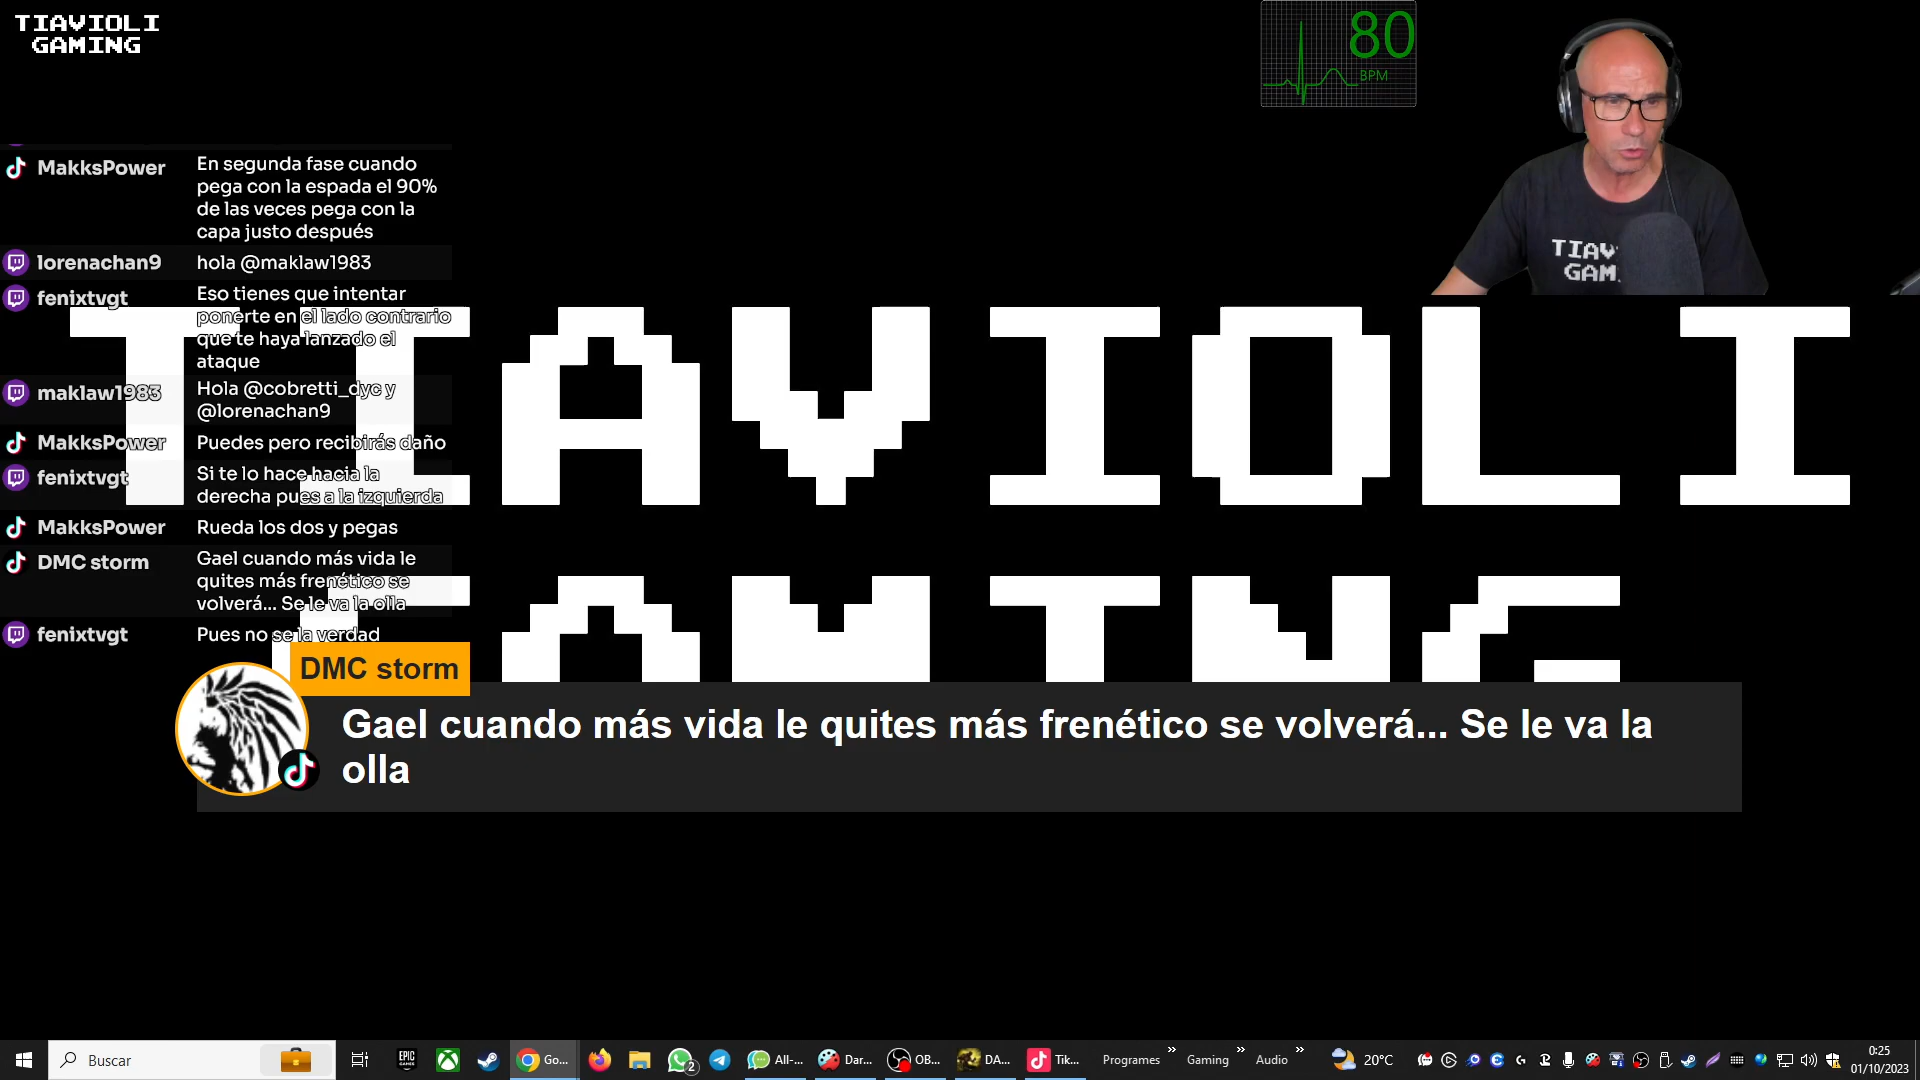 TIAVIOLI
GAMING
80
BPM
MakksPower
En segunda fase cuando
pega con la espada el 90%
de las veces pega con la
capa justo después
lorenachan9
hola @maklaw1983
fenixtvgt
Eso tienes que intentar
ponerte en el lado contrario
que te haya lanzado el
ataque
maklaw1983
Hola @cobretti_dyc y
@lorenachan9
MakksPower
Puedes pero recibirás daño
fenixtvgt
Si te lo hace hacia la
derecha pues a la izquierda
MakksPower
Rueda los dos y pegas
DMC storm
Gael cuando más vida le
quites más frenético se
volverá... Se le va la olla
fenixtvgt
Pues no se la verdad
TIAVIOLI
GAMING
DMC storm
Gael cuando más vida le quites más frenético se volverá... Se le va la
olla
Buscar
EPIC
GAMES
Go...
2
All-...
Dar...
OB...
DA...
Tik...
Programes
Gaming
Audio
20°C
0:25
01/10/2023